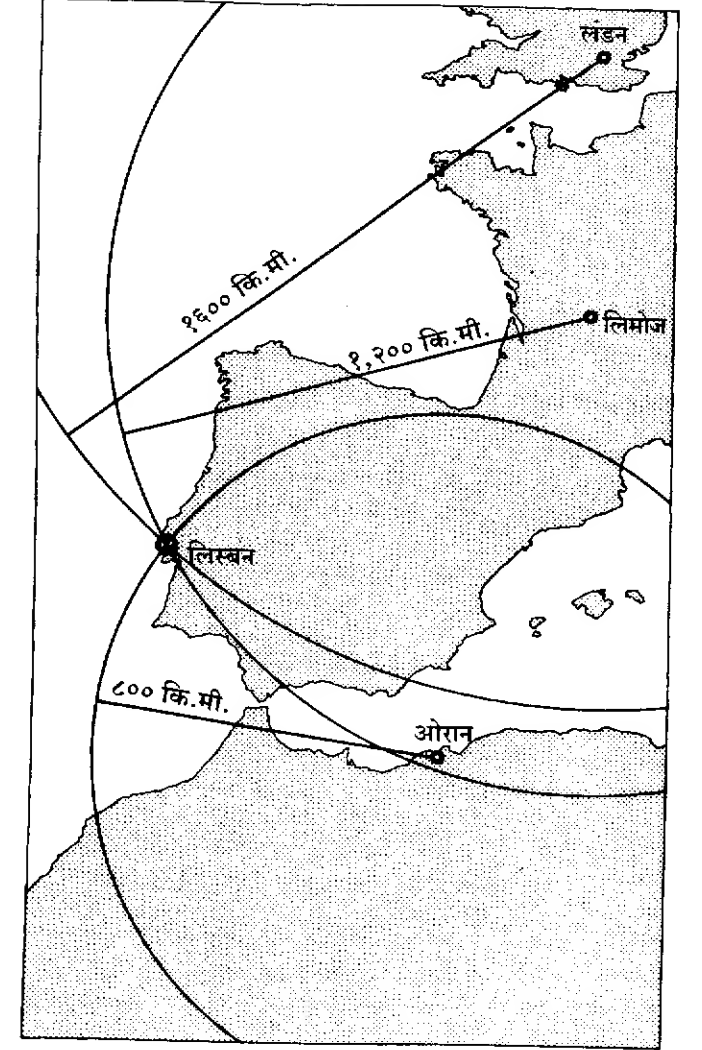 लंडन
१६०० कि.मी.
लिमोज
१,२०० कि.मी.
लिस्बन
८०० कि.मी.
ओरान